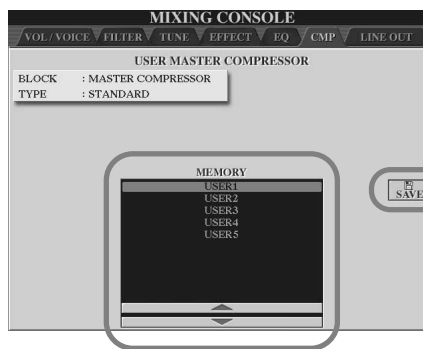 MIXING CONSOLE
VOL / VOICE FILTER TUNE EFFECT EQ CMP LINE OUT
USER MASTER COMPRESSOR
BLOCK : MASTER COMPRESSOR
TYPE : STANDARD
MEMORY
USER1
USER2
USER3
USER4
USER5
SAVE